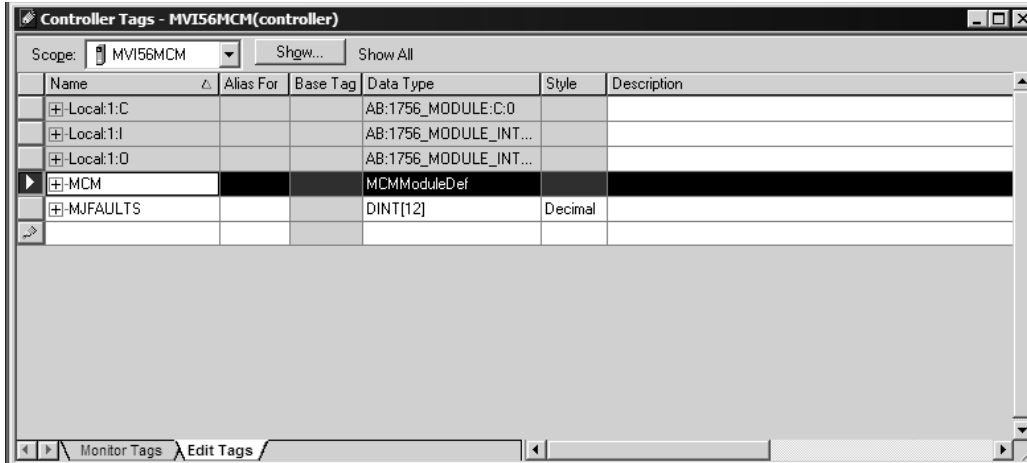 Controller Tags - MVI56MCM(controller)
Scope: MVI56MCM Show... Show All
Name Alias For Base Tag Data Type Style Description
Local:1:C AB:1756_MODULE:C:0
Local:1:I AB:1756_MODULE_INT...
Local:1:O AB:1756_MODULE_INT...
MCM MCMModuleDef
MJFAULTS DINT[12] Decimal
Monitor Tags Edit Tags